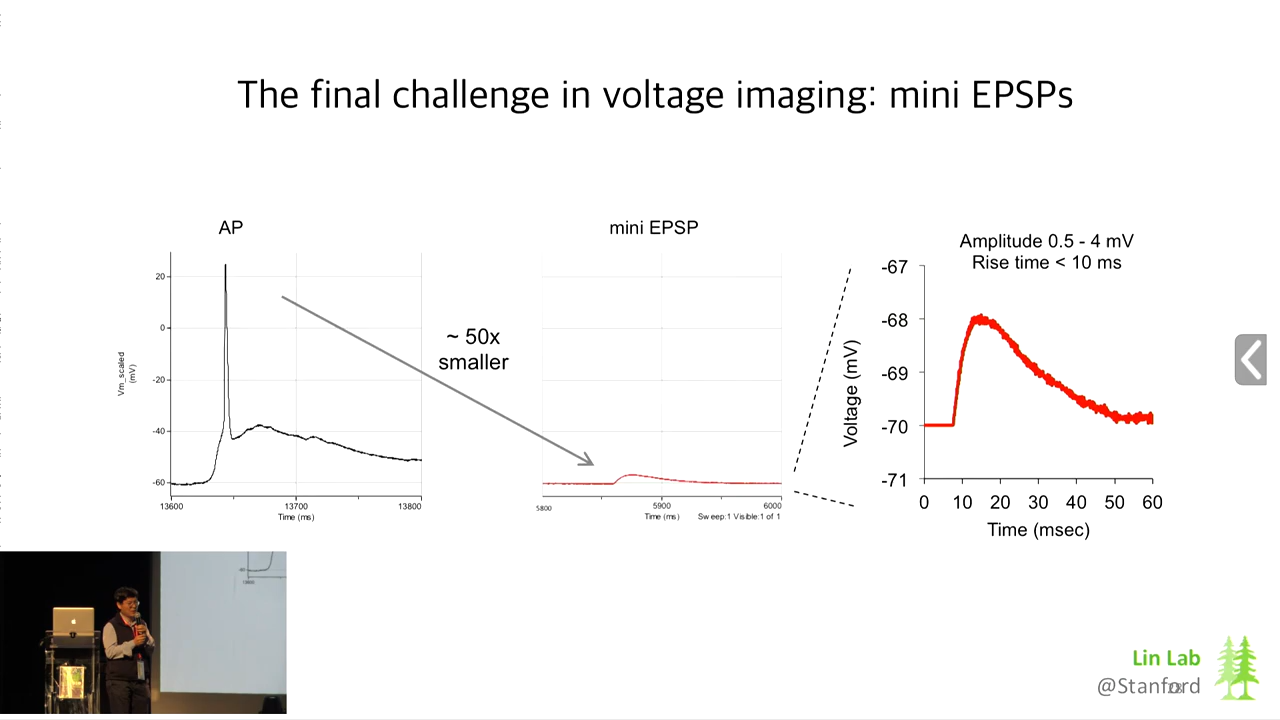 The final challenge in voltage imaging: mini EPSPs
AP
20
0
-20
-40
-60
Vm_scaled
(mV)
13600
13700
13800
Time (ms)
~ 50x
smaller
mini EPSP
5800
5900
6000
Time (ms)
Sweep:1 Visible:1 of 1
Amplitude 0.5 - 4 mV
Rise time < 10 ms
-67
-68
-69
-70
-71
Voltage (mV)
0 10 20 30 40 50 60
Time (msec)
Lin Lab
@Stanford
28